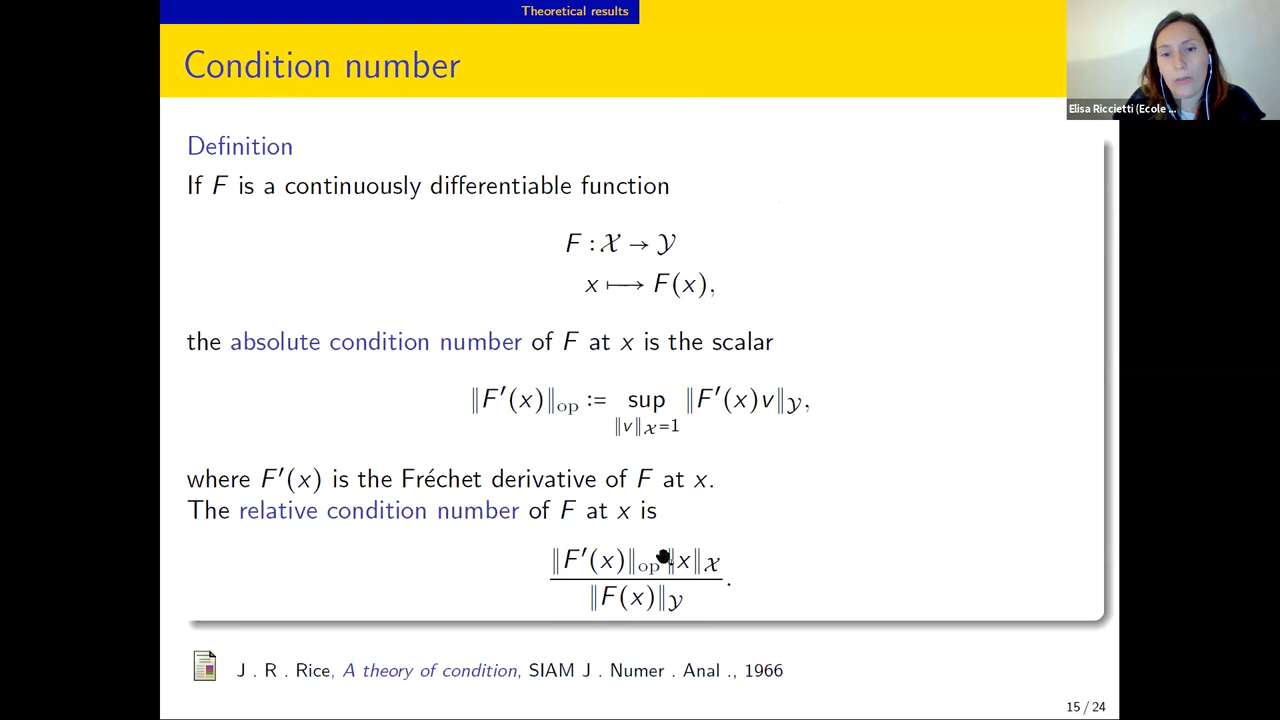 Theoretical results
Condition number
Elisa Riccietti (Ecole ...
Definition
If F is a continuously differentiable function
F : 𝒳 → 𝒴
x ⟼ F(x),
the absolute condition number of F at x is the scalar
‖F′(x)‖op := sup ‖F′(x)v‖𝒴,
‖v‖𝒳=1
where F′(x) is the Fréchet derivative of F at x.
The relative condition number of F at x is
‖F′(x)‖op ‖x‖𝒳
‖F(x)‖𝒴 .
J . R . Rice, A theory of condition, SIAM J . Numer . Anal ., 1966
15 / 24